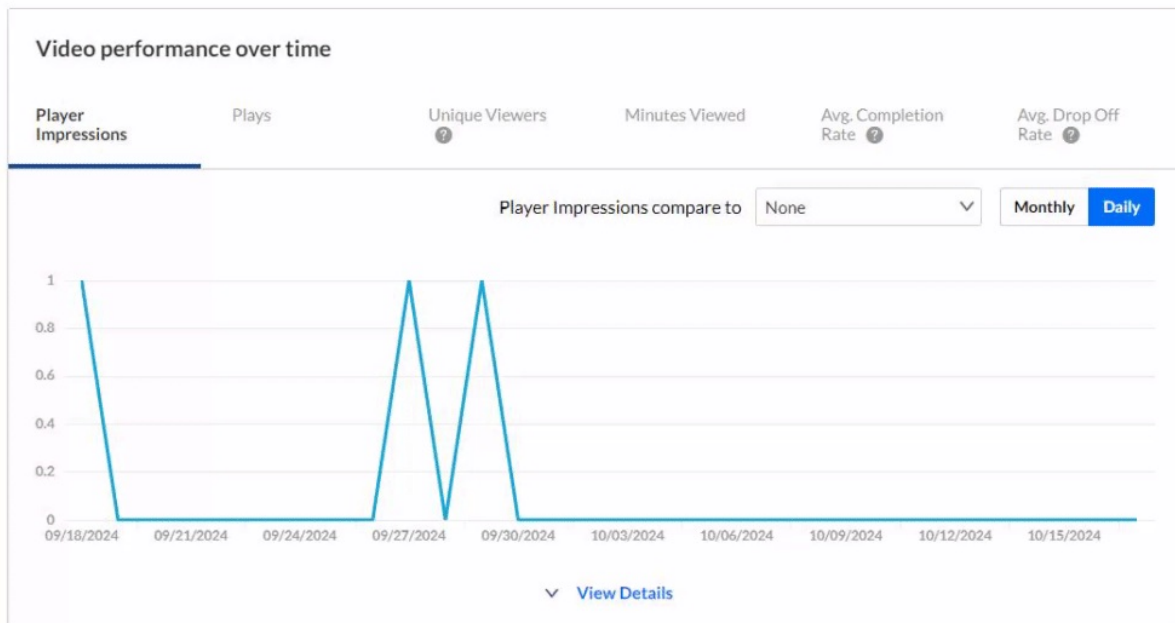 Video performance over time
Player
Impressions
Plays
Unique Viewers
?
Minutes Viewed
Avg. Completion
Rate ?
Avg. Drop Off
Rate ?
Player Impressions compare to
None
Monthly
Daily
1
0.8
0.6
0.4
0.2
0
09/18/2024 09/21/2024 09/24/2024 09/27/2024 09/30/2024 10/03/2024 10/06/2024 10/09/2024 10/12/2024 10/15/2024
View Details